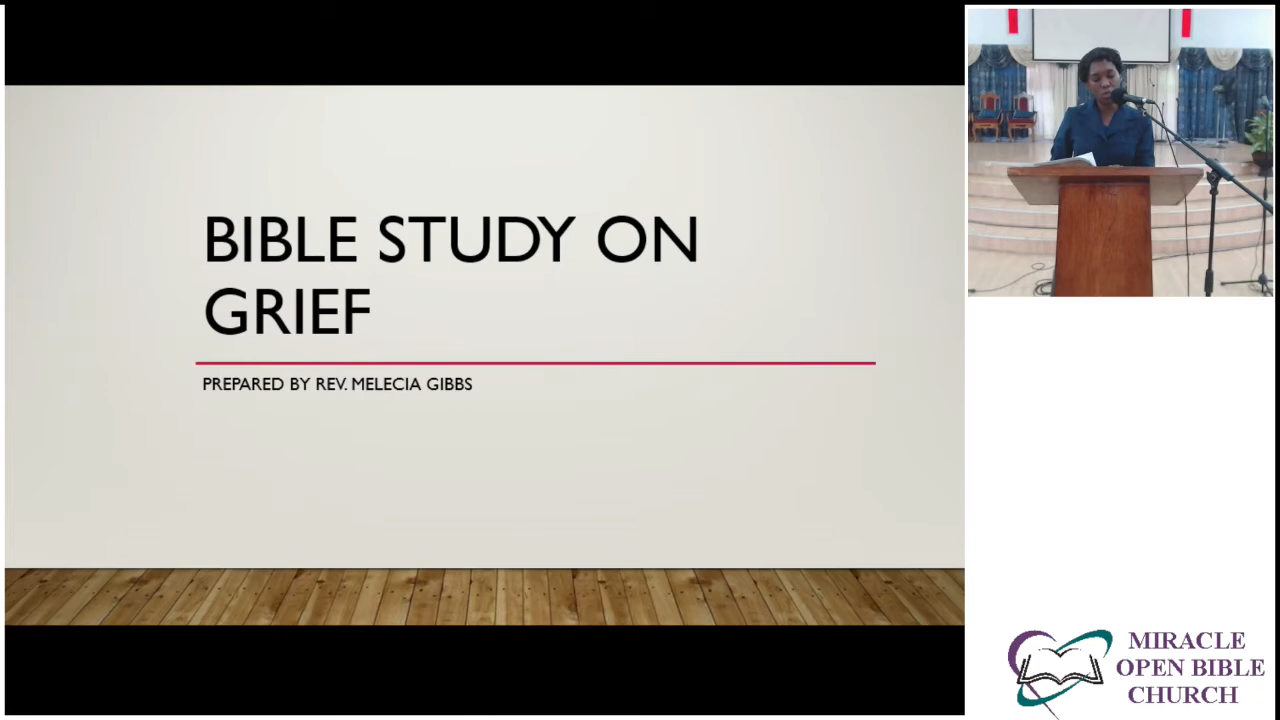 BIBLE STUDY ON
GRIEF
PREPARED BY REV. MELECIA GIBBS
MIRACLE
OPEN BIBLE
CHURCH